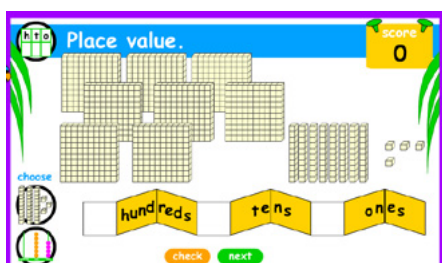 h t o
Place value.
score
0
choose
hundreds
tens
ones
check
next